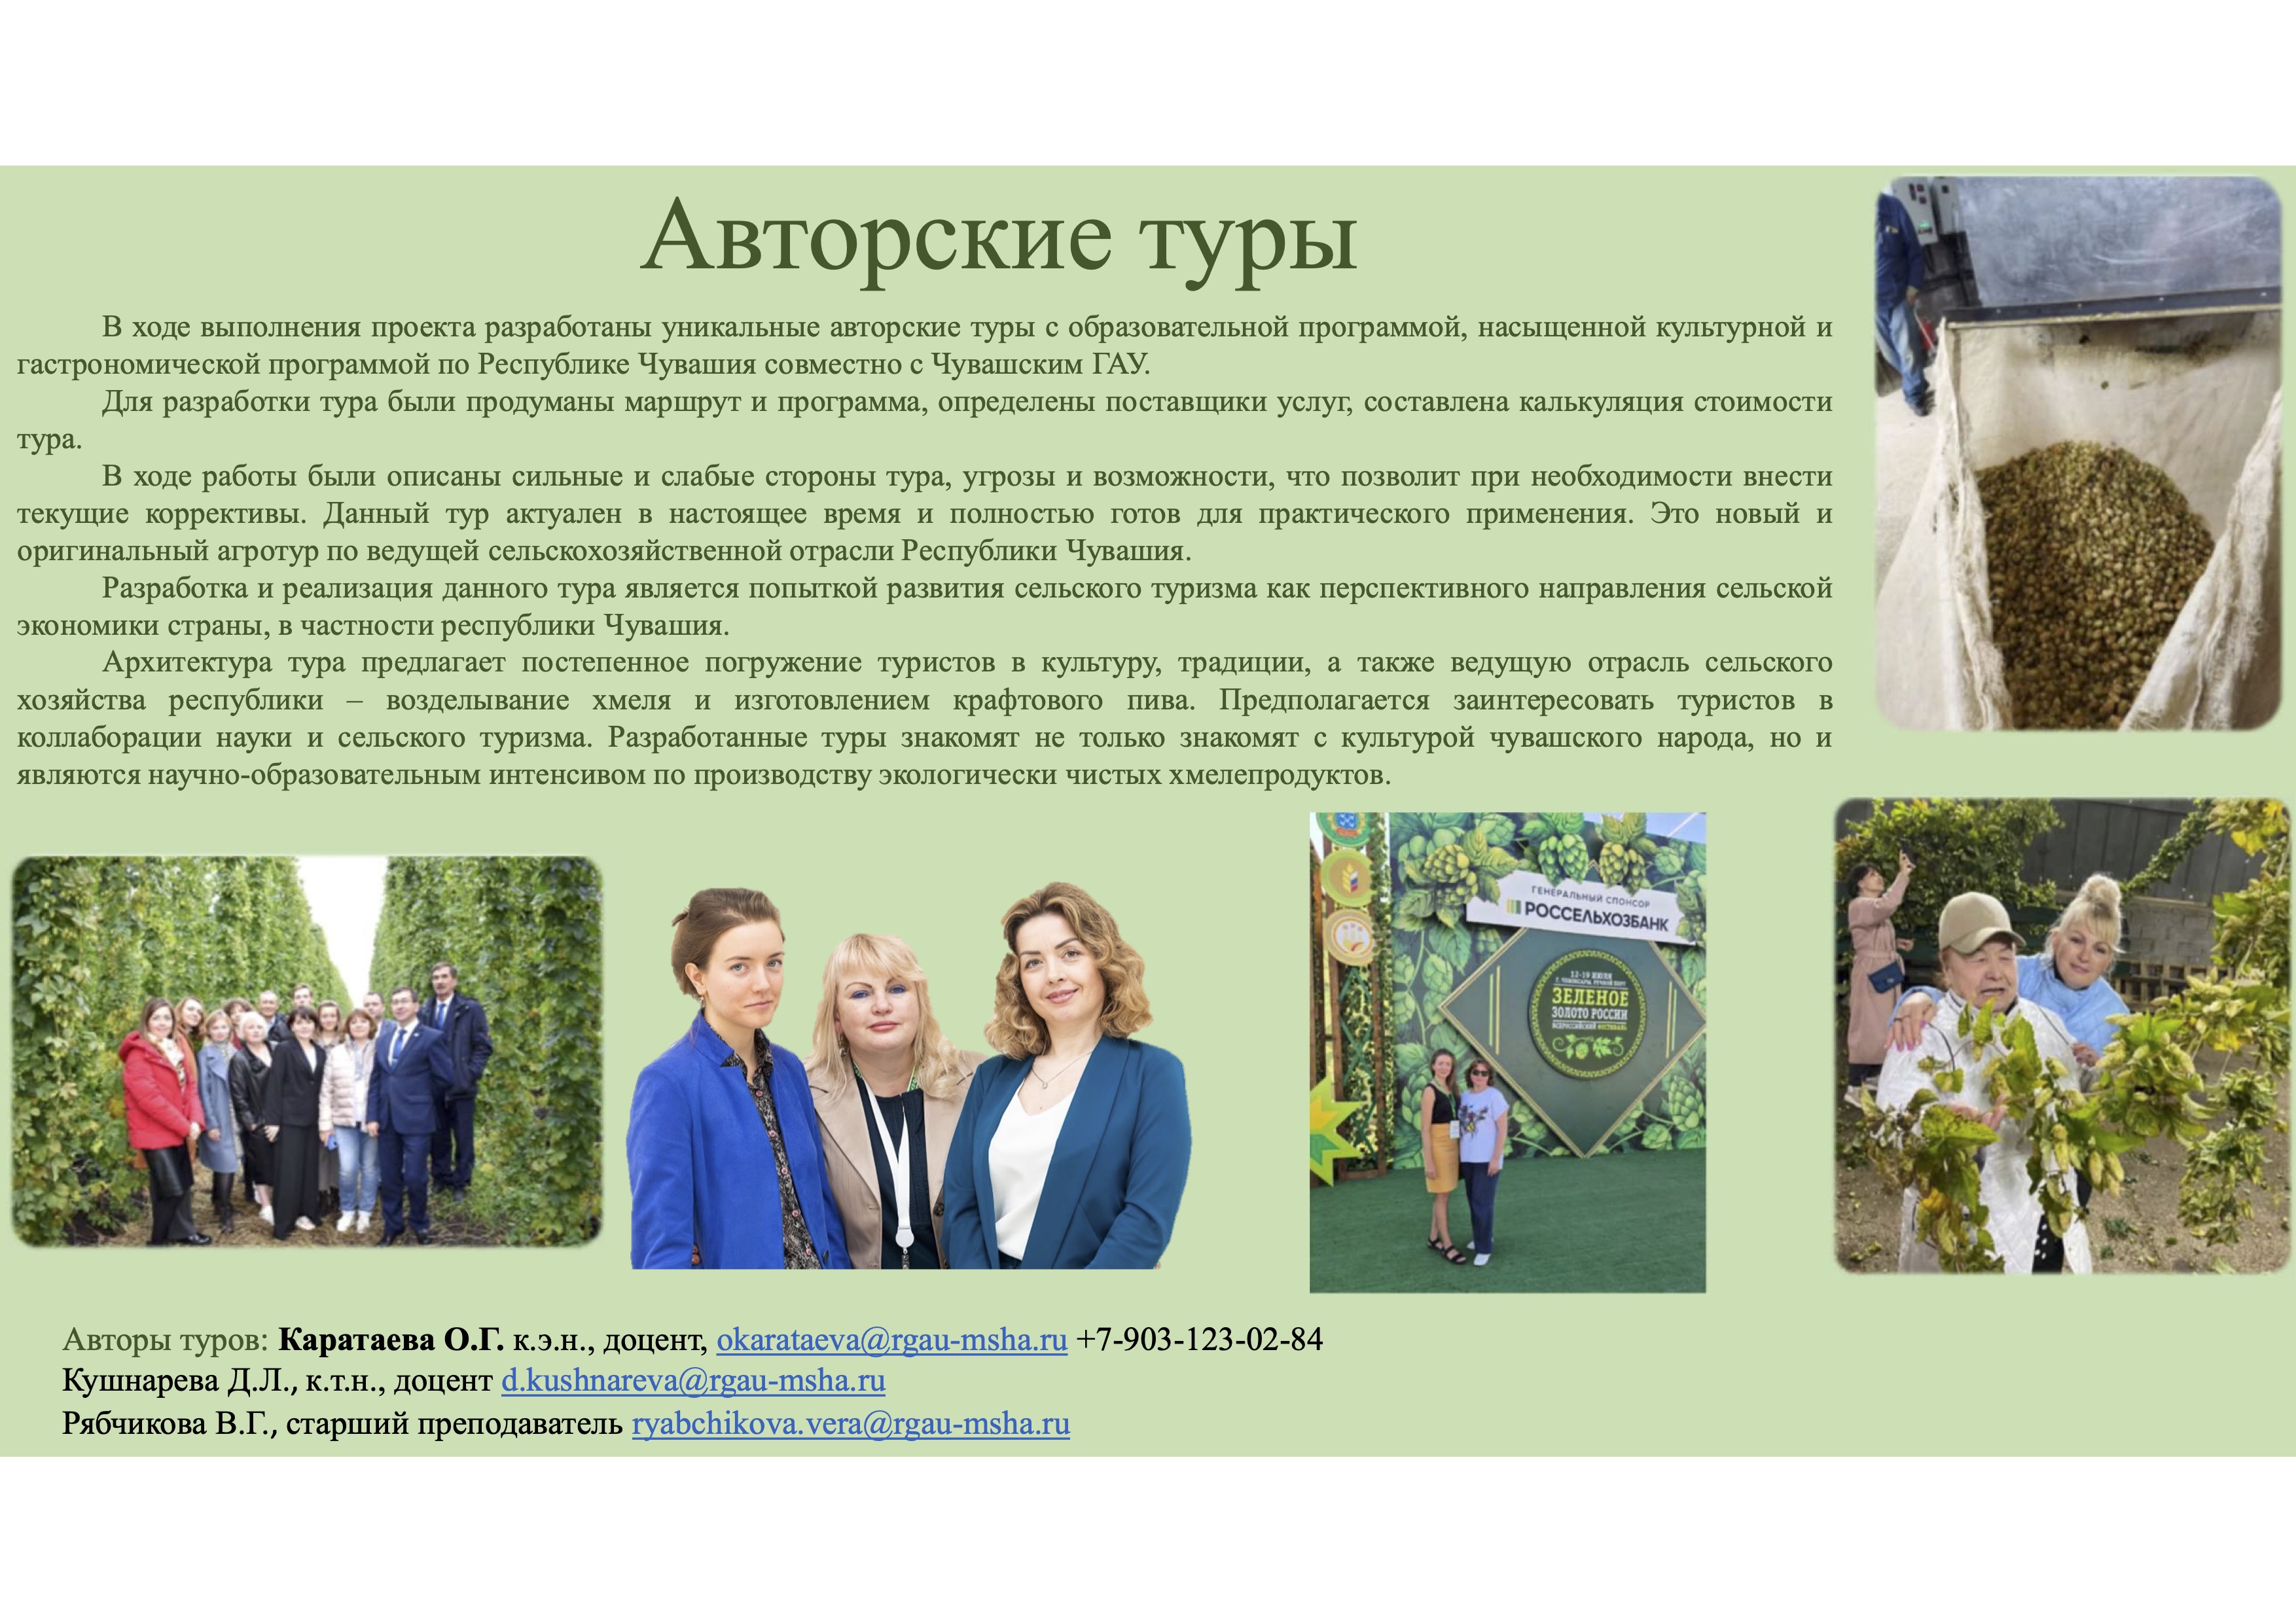 Авторские туры
В ходе выполнения проекта разработаны уникальные авторские туры с образовательной программой, насыщенной культурной и
гастрономической программой по Республике Чувашия совместно с Чувашским ГАУ.
Для разработки тура были продуманы маршрут и программа, определены поставщики услуг, составлена калькуляция стоимости
тура.
В ходе работы были описаны сильные и слабые стороны тура, угрозы и возможности, что позволит при необходимости внести
текущие коррективы. Данный тур актуален в настоящее время и полностью готов для практического применения. Это новый и
оригинальный агротур по ведущей сельскохозяйственной отрасли Республики Чувашия.
Разработка и реализация данного тура является попыткой развития сельского туризма как перспективного направления сельской
экономики страны, в частности республики Чувашия.
Архитектура тура предлагает постепенное погружение туристов в культуру, традиции, а также ведущую отрасль сельского
хозяйства республики – возделывание хмеля и изготовлением крафтового пива. Предполагается заинтересовать туристов в
коллаборации науки и сельского туризма. Разработанные туры знакомят не только знакомят с культурой чувашского народа, но и
являются научно-образовательным интенсивом по производству экологически чистых хмелепродуктов.
ГЕНЕРАЛЬНЫЙ СПОНСОР
РОССЕЛЬХОЗБАНК
12-19 ИЮЛЯ
Г. ЧЕБОКСАРЫ, РЕЧНОЙ ПОРТ
ЗЕЛЕНОЕ
ЗОЛОТО РОССИИ
ВСЕРОССИЙСКИЙ ФЕСТИВАЛЬ
Авторы туров: Каратаева О.Г. к.э.н., доцент, okarataeva@rgau-msha.ru +7-903-123-02-84
Кушнарева Д.Л., к.т.н., доцент d.kushnareva@rgau-msha.ru
Рябчикова В.Г., старший преподаватель ryabchikova.vera@rgau-msha.ru